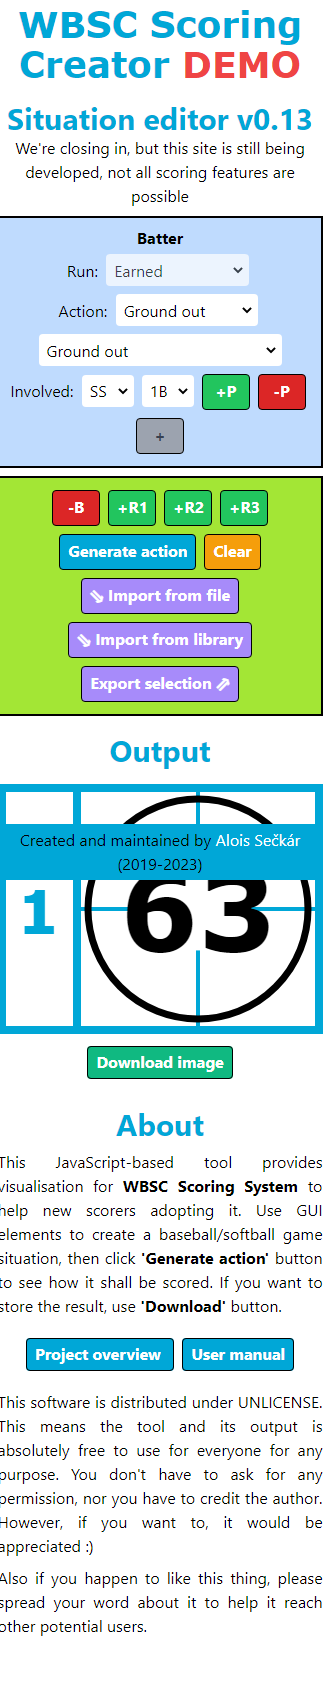 WBSC Scoring
Creator DEMO
Situation editor v0.13
We're closing in, but this site is still being
developed, not all scoring features are
possible
Batter
Run: Earned
Action: Ground out
Ground out
Involved: SS 1B +P -P
+
-B +R1 +R2 +R3
Generate action Clear
⇘ Import from file
⇘ Import from library
Export selection ⇗
Output
Created and maintained by Alois Sečkár
(2019-2023)
1 63
Download image
About
This JavaScript-based tool provides
visualisation for WBSC Scoring System to
help new scorers adopting it. Use GUI
elements to create a baseball/softball game
situation, then click 'Generate action' button
to see how it shall be scored. If you want to
store the result, use 'Download' button.
Project overview User manual
This software is distributed under UNLICENSE.
This means the tool and its output is
absolutely free to use for everyone for any
purpose. You don't have to ask for any
permission, nor you have to credit the author.
However, if you want to, it would be
appreciated :)
Also if you happen to like this thing, please
spread your word about it to help it reach
other potential users.